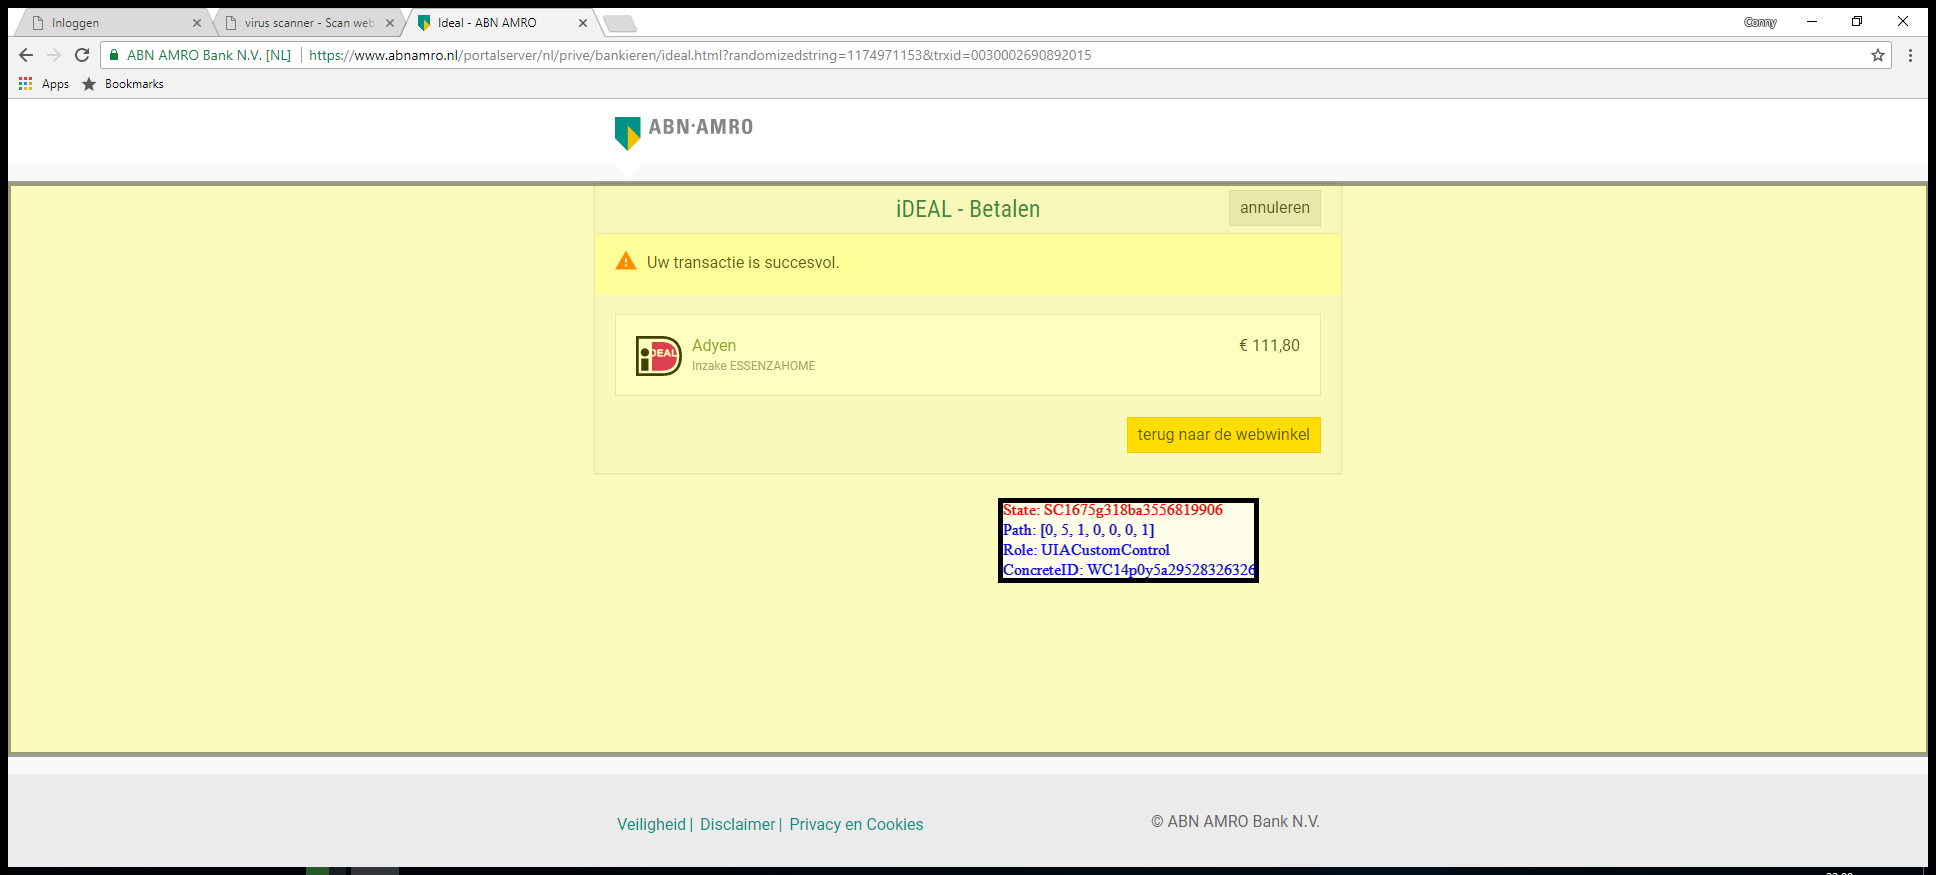 Inloggen
virus scanner - Scan web
Ideal - ABN AMRO
Conny
ABN AMRO Bank N.V. [NL]
https://www.abnamro.nl/portalserver/nl/prive/bankieren/ideal.html?randomizedstring=1174971153&trxid=0030002690892015
Apps
Bookmarks
ABN·AMRO
iDEAL - Betalen
annuleren
Uw transactie is succesvol.
iDEAL
Adyen
€ 111,80
Inzake ESSENZAHOME
terug naar de webwinkel
State: SC1675g318ba3556819906
Path: [0, 5, 1, 0, 0, 0, 1]
Role: UIACustomControl
ConcreteID: WC14p0y5a29528326326
Veiligheid | Disclaimer | Privacy en Cookies
© ABN AMRO Bank N.V.